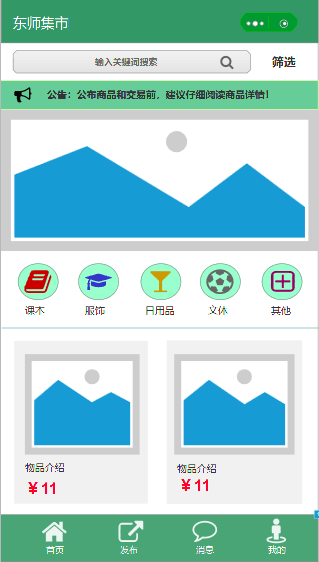 东师集市
输入关键词搜索
筛选
公告：公布商品和交易前，建议仔细阅读商品详情！
课本 服饰 日用品 文体 其他
物品介绍 物品介绍
￥11 ￥11
首页 发布 消息 我的